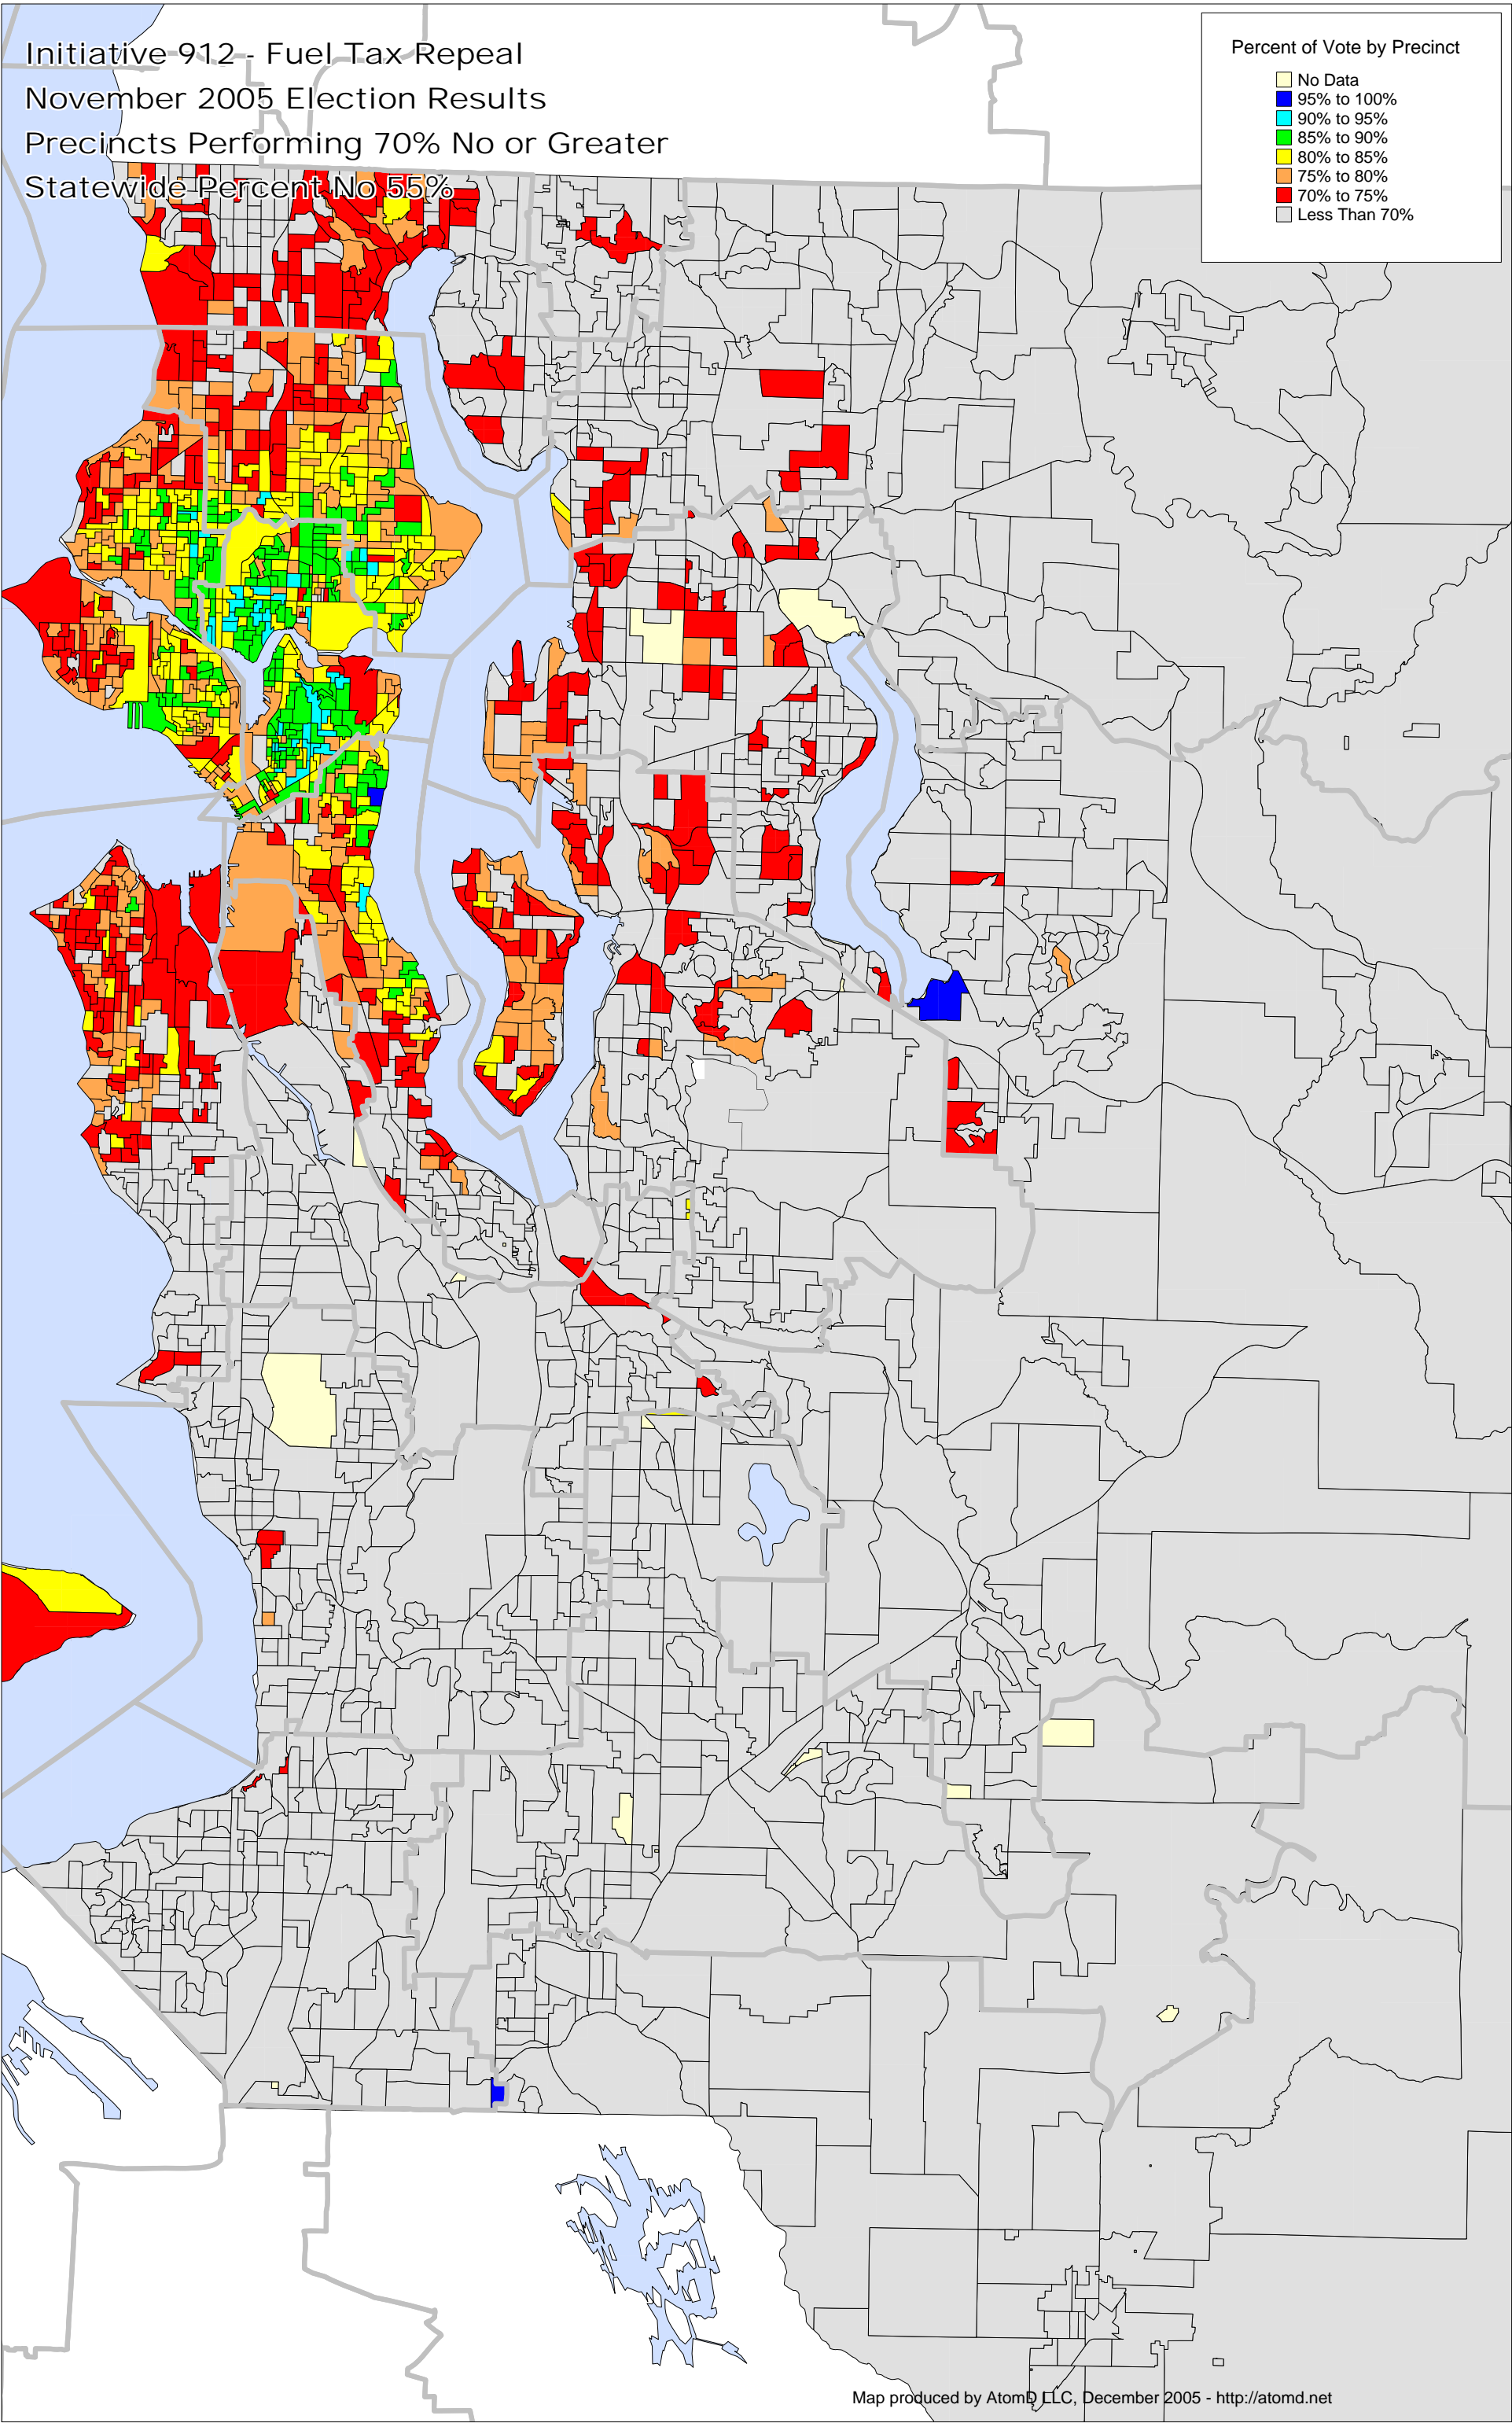 Initiative 912 - Fuel Tax Repeal
November 2005 Election Results
Precincts Performing 70% No or Greater
Statewide Percent No 55%
Percent of Vote by Precinct
No Data
95% to 100%
90% to 95%
85% to 90%
80% to 85%
75% to 80%
70% to 75%
Less Than 70%
Map produced by AtomD LLC, December 2005 - http://atomd.net